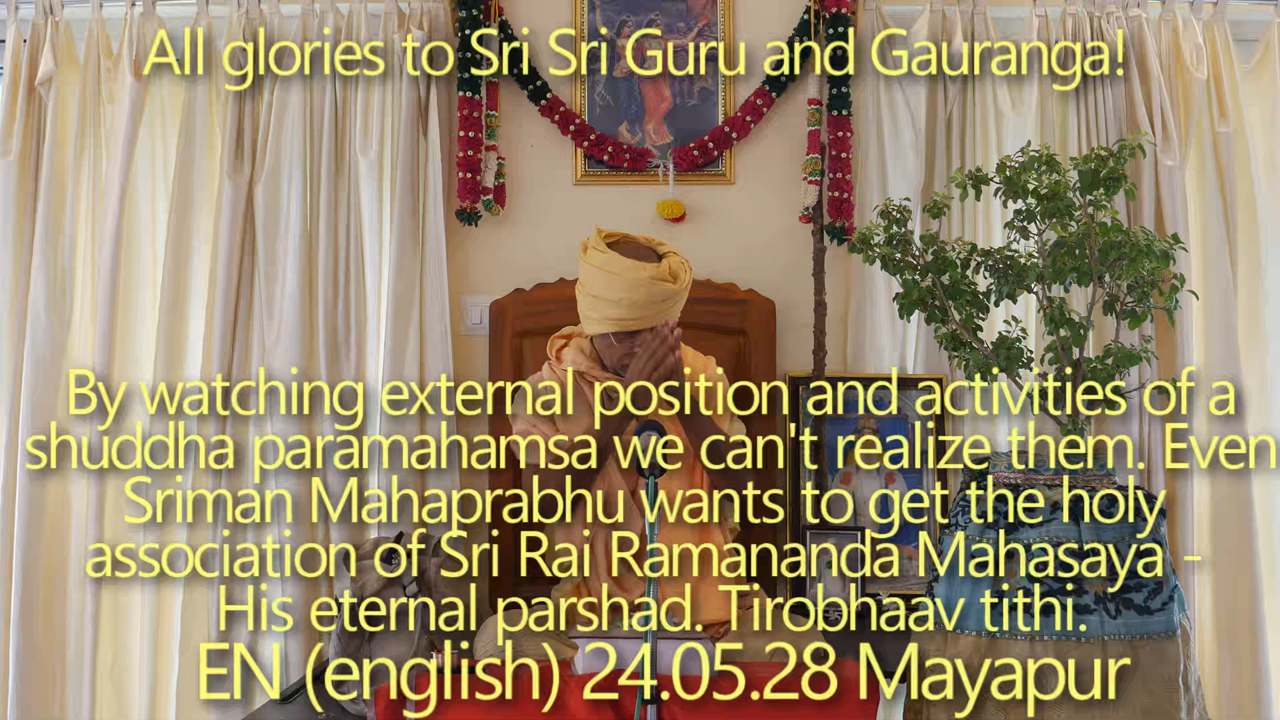 All glories to Sri Sri Guru and Gauranga!
By watching external position and activities of a
shuddha paramahamsa we can't realize them. Even
Sriman Mahaprabhu wants to get the holy
association of Sri Rai Ramananda Mahasaya -
His eternal parshad. Tirobhaav tithi.
EN (english) 24.05.28 Mayapur